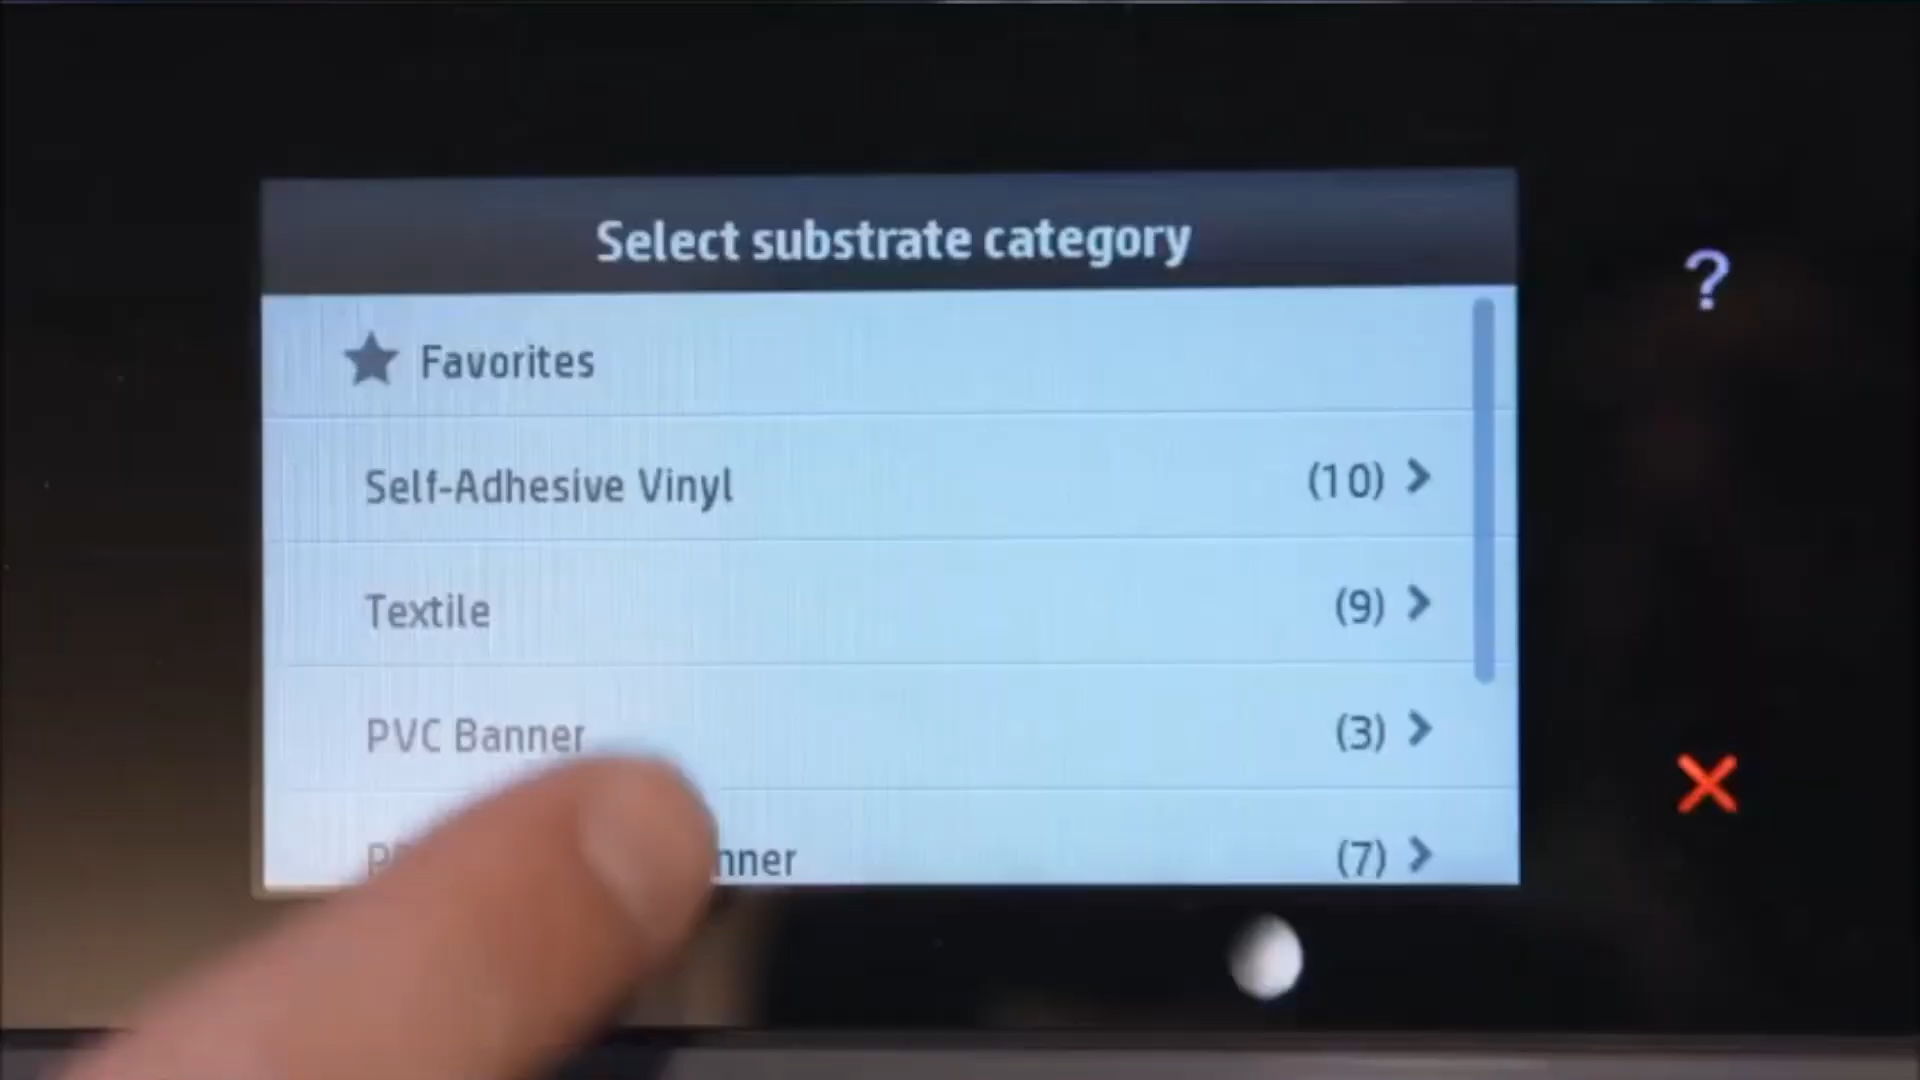 Select substrate category
?
★ Favorites
Self-Adhesive Vinyl (10) >
Textile (9) >
PVC Banner (3) >
(7) >